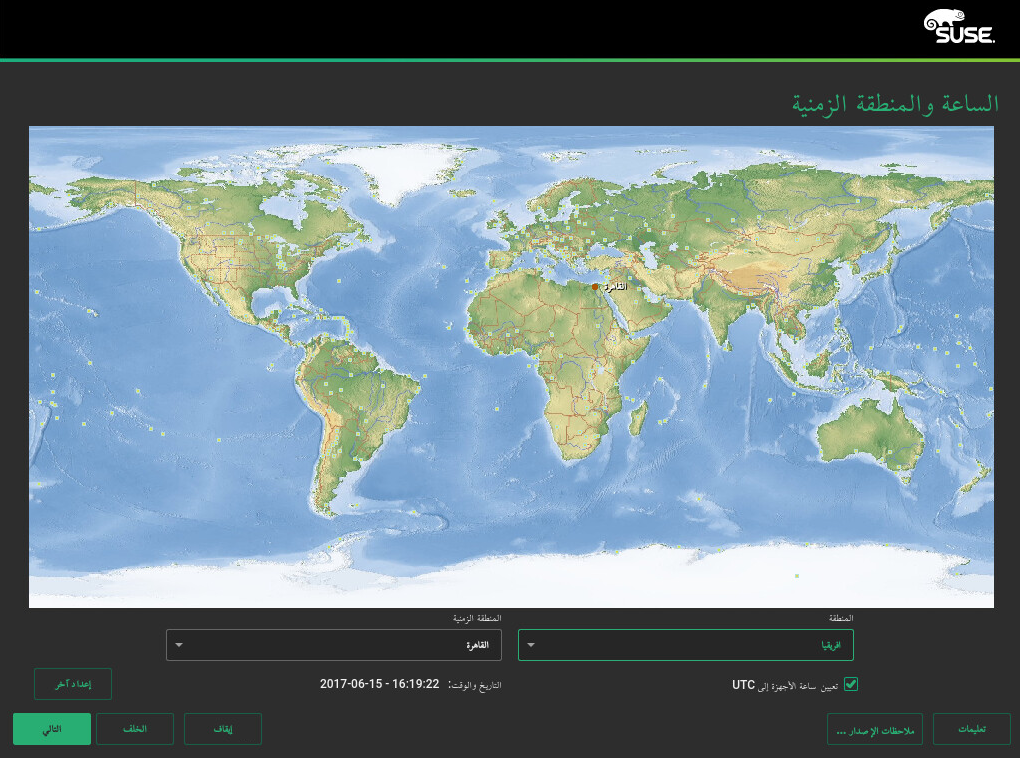 SUSE.
الساعة والمنطقة الزمنية
القاهرة
المنطقة
المنطقة الزمنية
افريقيا
القاهرة
تعيين ساعة الأجهزة إلى UTC
التاريخ والوقت: 2017-06-15 - 16:19:22
إعداد آخر
تعليمات
ملاحظات الإصدار ...
إيقاف
الخلف
التالي